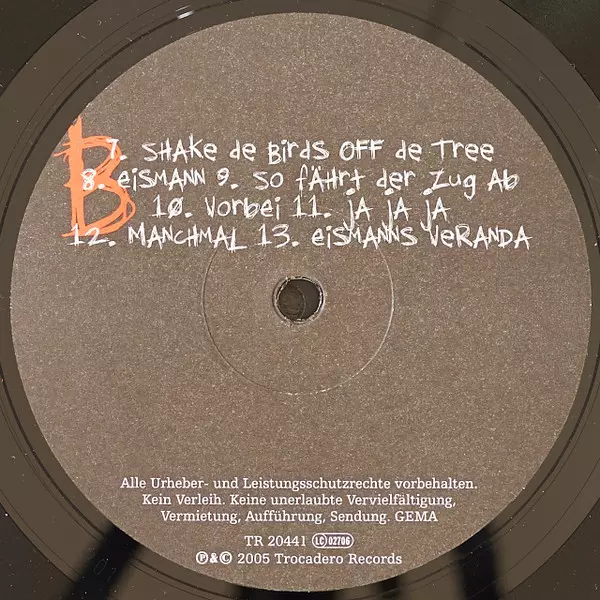 B
7. SHAKe de BiRdS OFF de TRee
8. eiSMANN 9. SO fÄHRt deR Zug Ab
10. VoRbei 11. jA jA jA
12. MANCHMAL 13. eiSMANNS VeRANDA
Alle Urheber- und Leistungsschutzrechte vorbehalten.
Kein Verleih. Keine unerlaubte Vervielfältigung,
Vermietung, Aufführung, Sendung. GEMA
TR 20441 LC 02706
℗ & © 2005 Trocadero Records